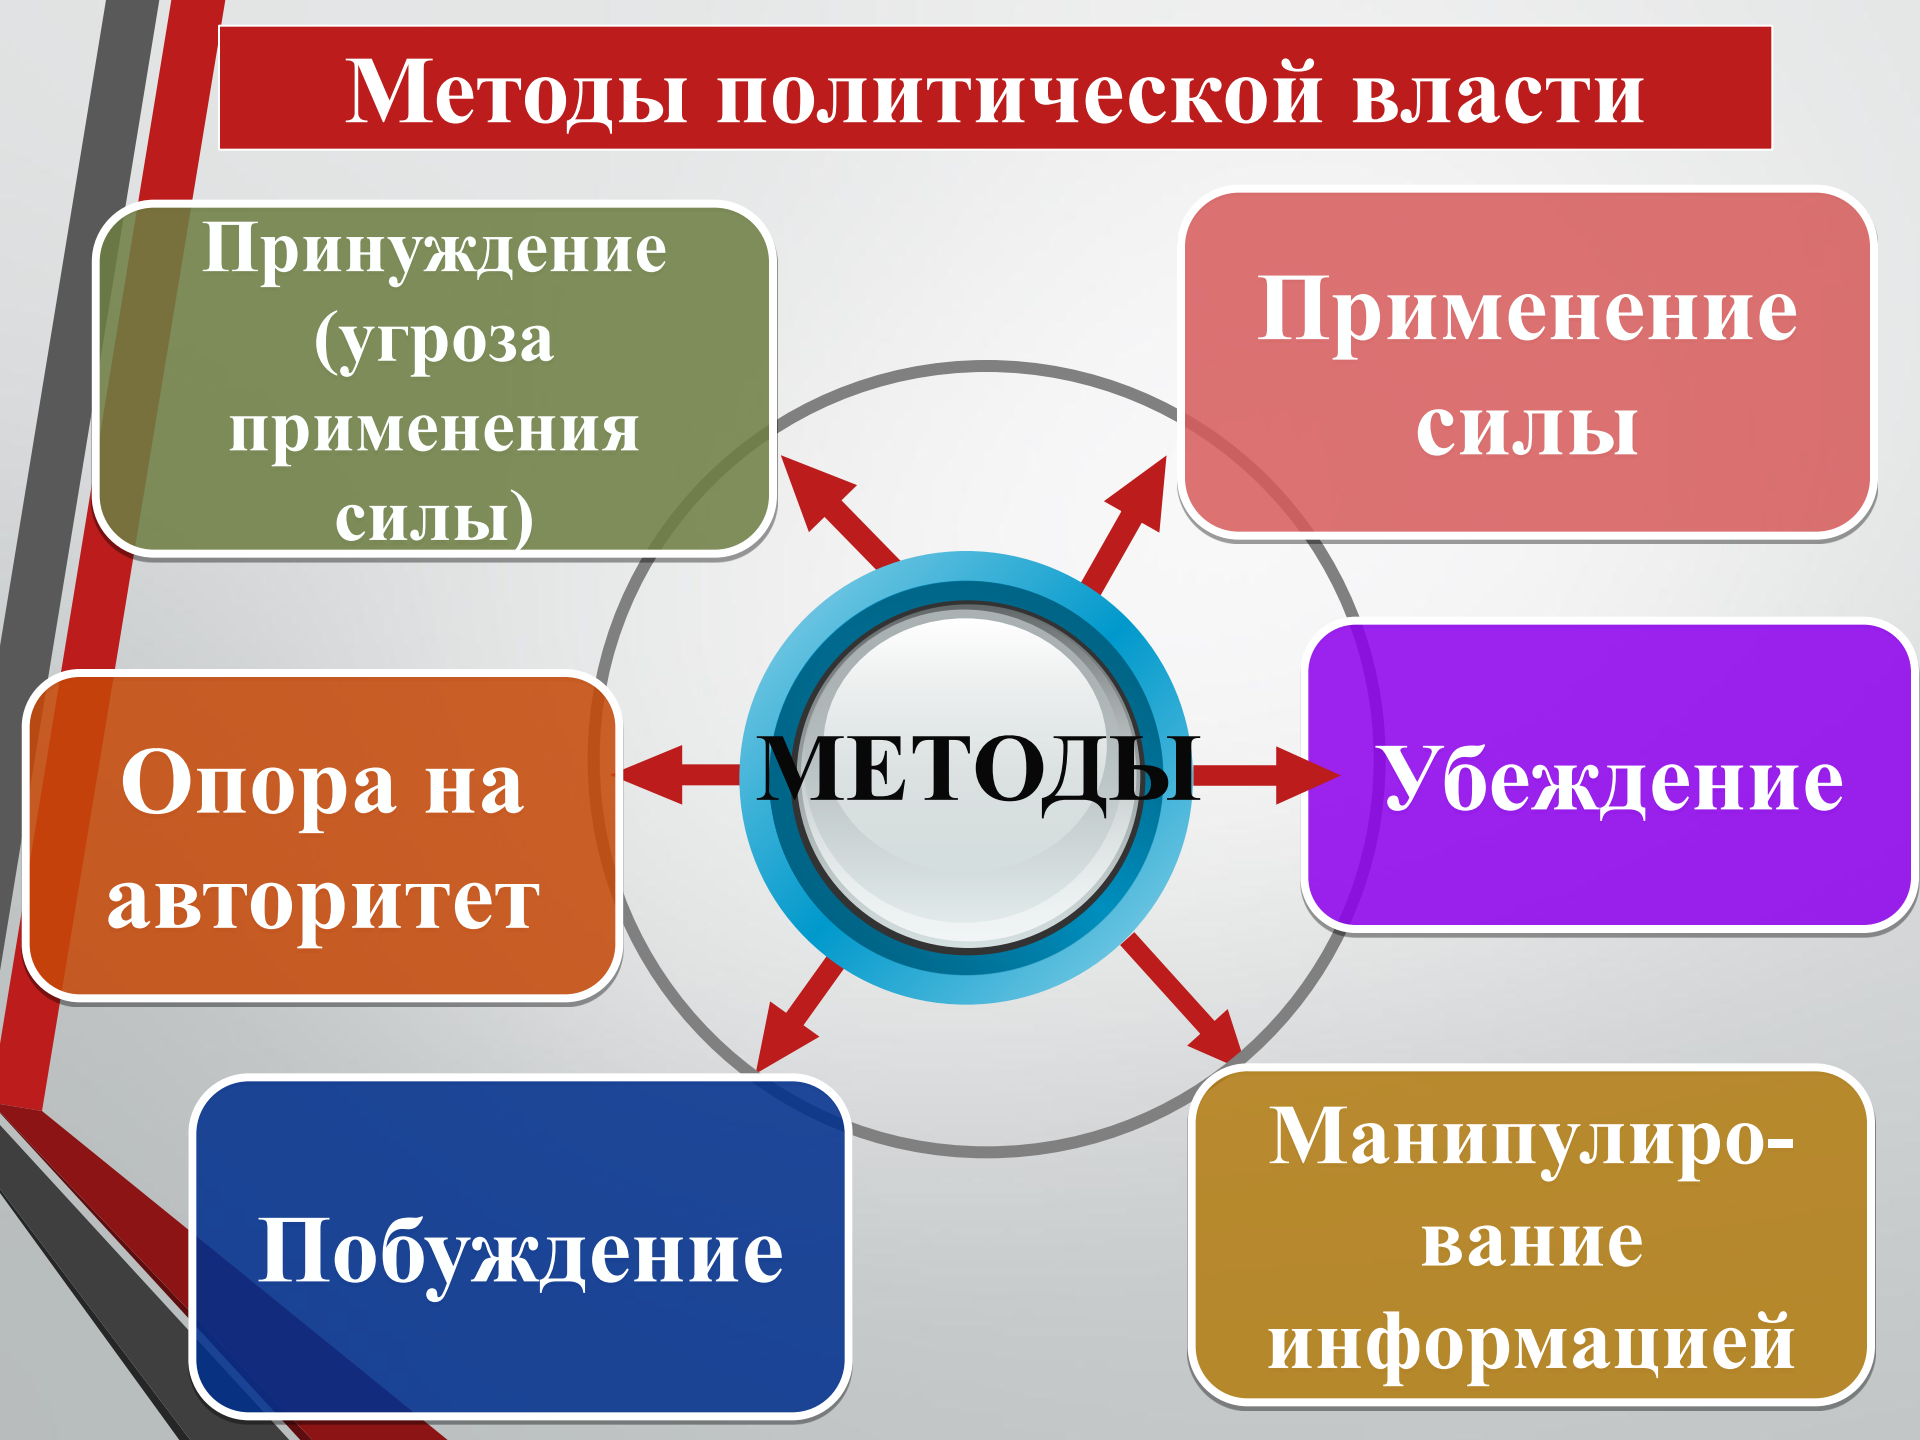 Методы политической власти
Принуждение
(угроза
применения
силы)
Применение
силы
Опора на
авторитет
МЕТОДЫ
Убеждение
Побуждение
Манипулиро-
вание
информацией